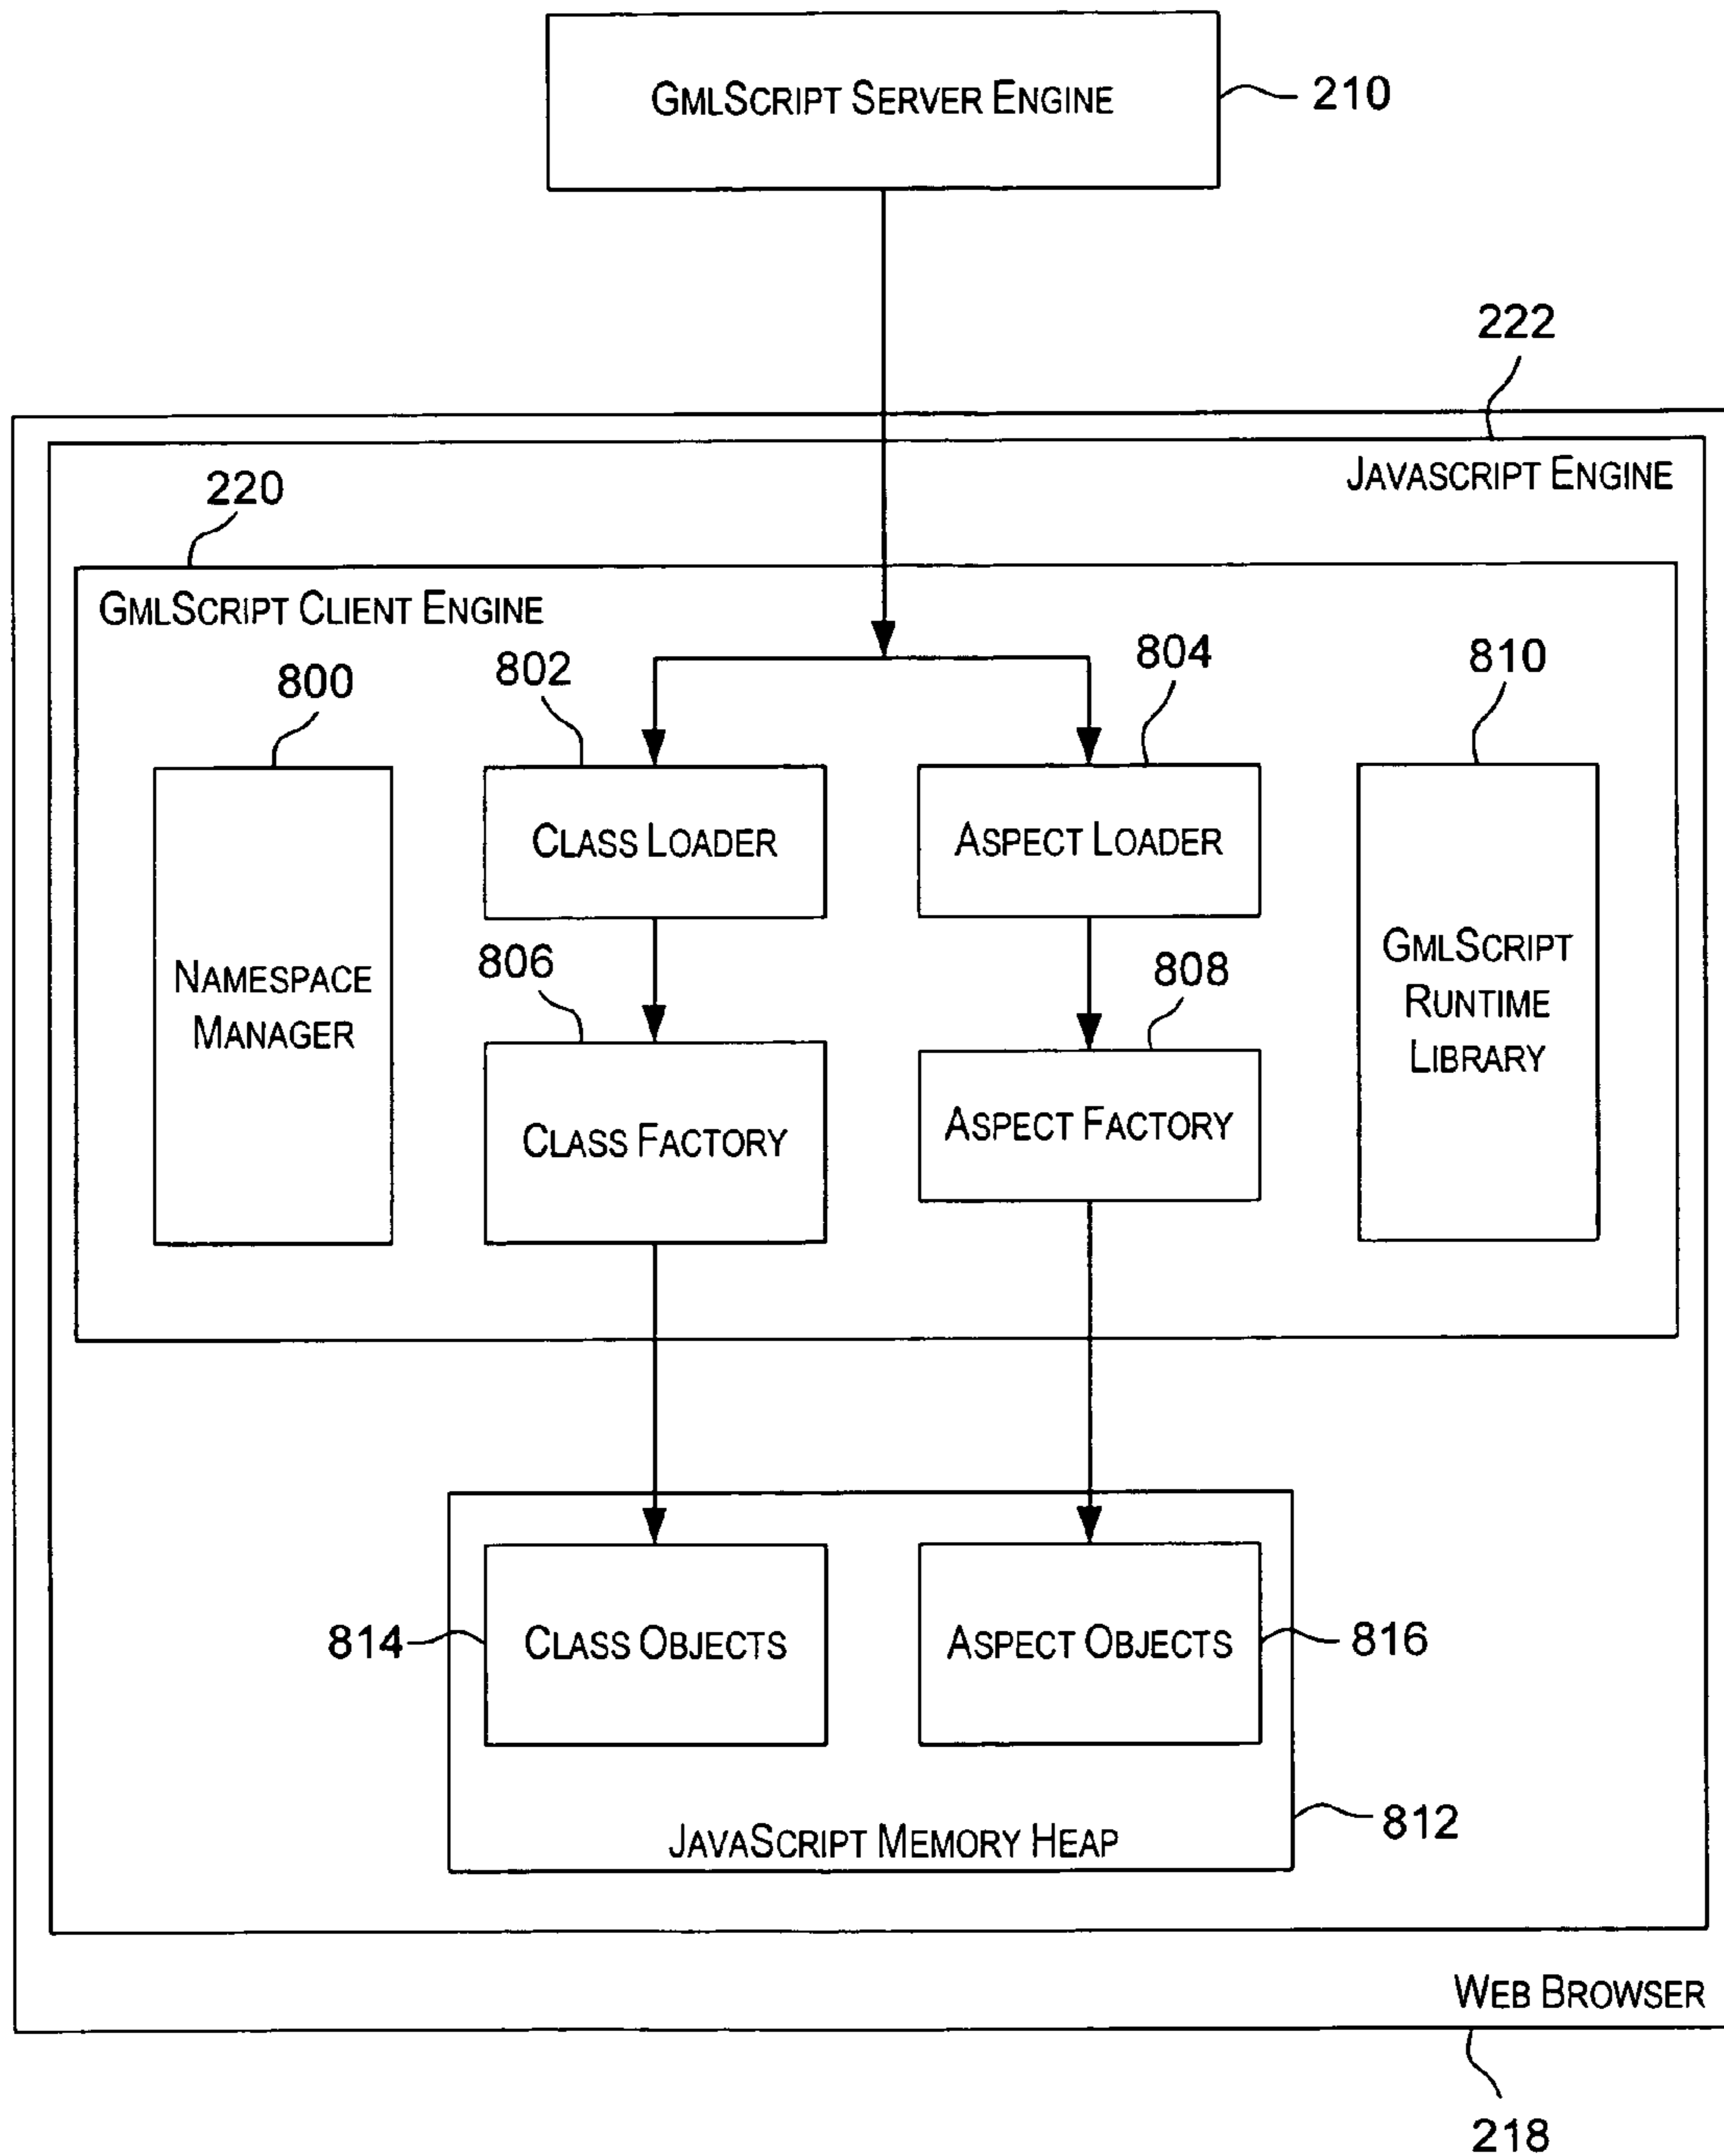 GMLSCRIPT SERVER ENGINE
210
222
JAVASCRIPT ENGINE
220
GMLSCRIPT CLIENT ENGINE
800
802
804
810
CLASS LOADER
ASPECT LOADER
NAMESPACE
MANAGER
GMLSCRIPT
RUNTIME
LIBRARY
806
808
CLASS FACTORY
ASPECT FACTORY
814
CLASS OBJECTS
ASPECT OBJECTS
816
JAVASCRIPT MEMORY HEAP
812
WEB BROWSER
218